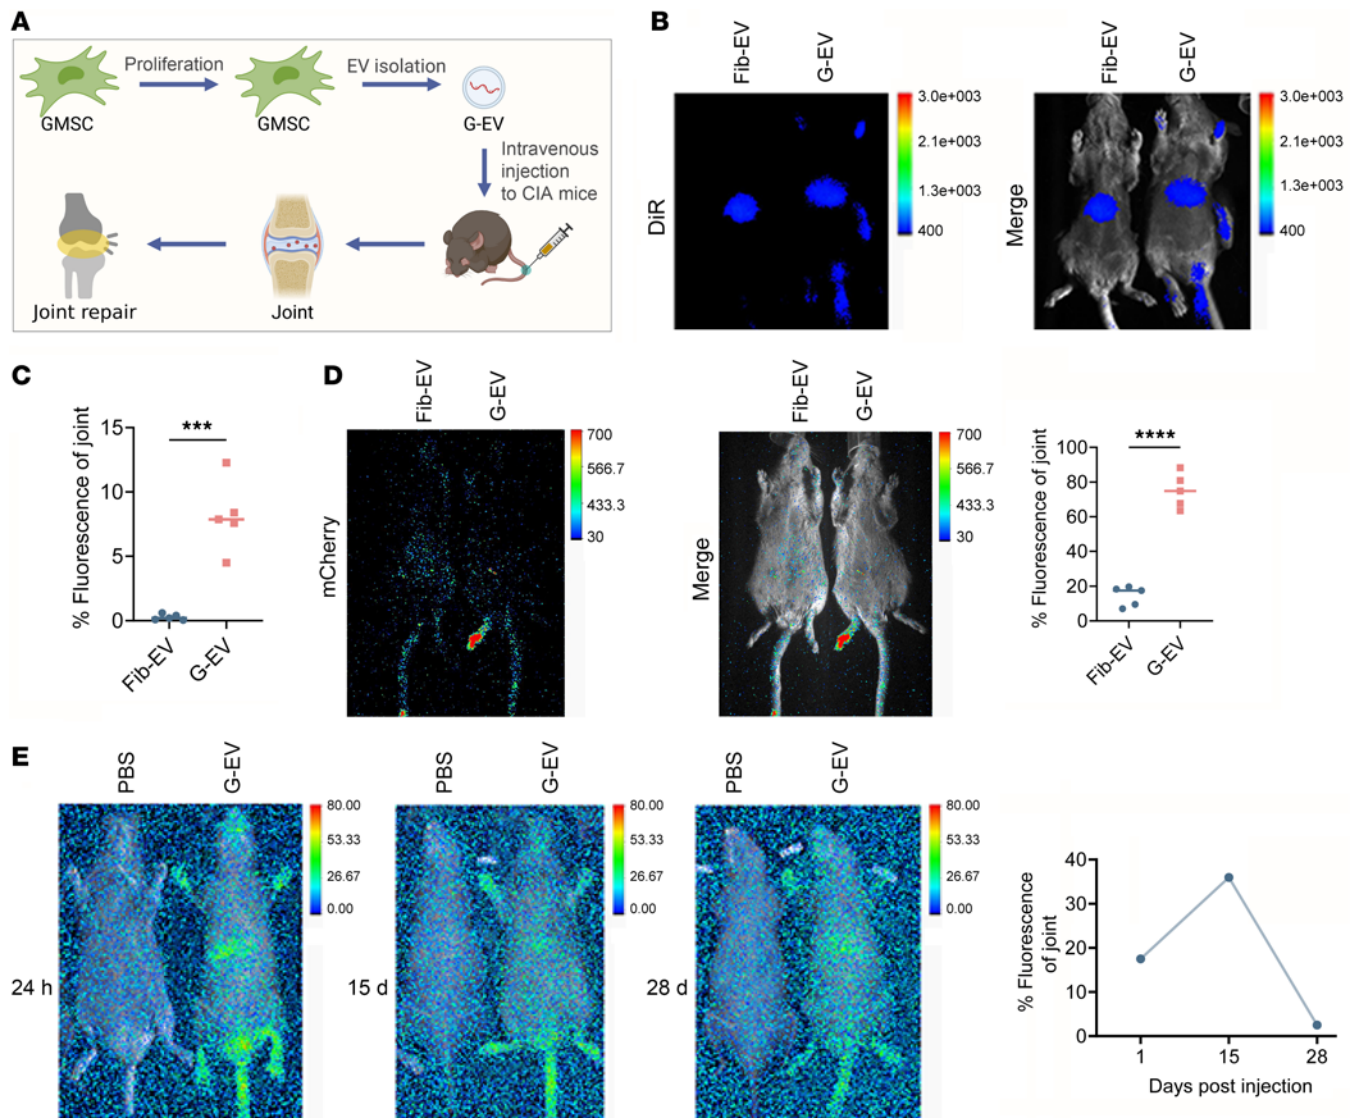 A
Proliferation
EV isolation
GMSC
GMSC
G-EV
Intravenous
injection
to CIA mice
Joint repair
Joint
B
Fib-EV
G-EV
DiR
3.0e+003
2.1e+003
1.3e+003
400
Fib-EV
G-EV
Merge
3.0e+003
2.1e+003
1.3e+003
400
C
% Fluorescence of joint
15
10
5
0
***
Fib-EV
G-EV
D
Fib-EV
G-EV
mCherry
700
566.7
433.3
30
Fib-EV
G-EV
Merge
700
566.7
433.3
30
% Fluorescence of joint
100
80
60
40
20
0
****
Fib-EV
G-EV
E
PBS
G-EV
24 h
80.00
53.33
26.67
0.00
PBS
G-EV
15 d
80.00
53.33
26.67
0.00
PBS
G-EV
28 d
80.00
53.33
26.67
0.00
% Fluorescence
of joint
40
30
20
10
0
1
15
28
Days post injection